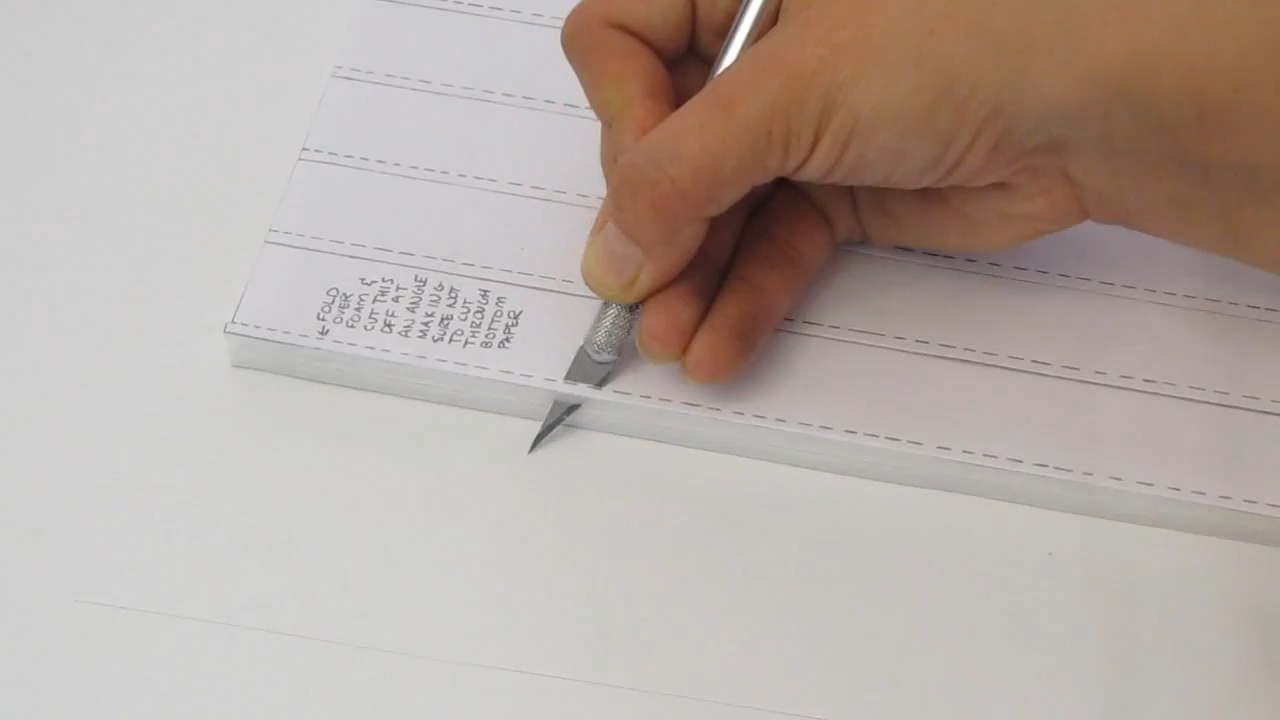 ← FOLD
OVER
FOAM &
CUT THIS
OFF AT
AN ANGLE
MAKING
SURE NOT
TO CUT
THROUGH
BOTTOM
PAPER